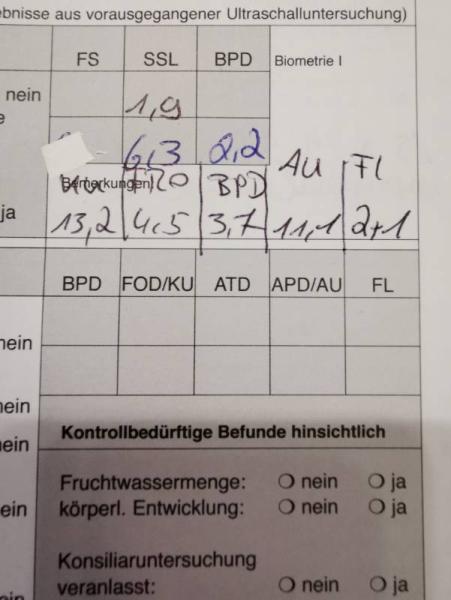 ebnisse aus vorausgegangener Ultraschalluntersuchung)
FS SSL BPD Biometrie I
nein 1,9
e
6,3 2,2
Bemerkungen: BPD AU FL
ja 13,2 4,5 3,7 11,1 2,1
BPD FOD/KU ATD APD/AU FL
nein
nein
nein
Kontrollbedürftige Befunde hinsichtlich
ein Fruchtwassermenge: nein ja
körperl. Entwicklung: nein ja
Konsiliaruntersuchung
veranlasst: nein ja